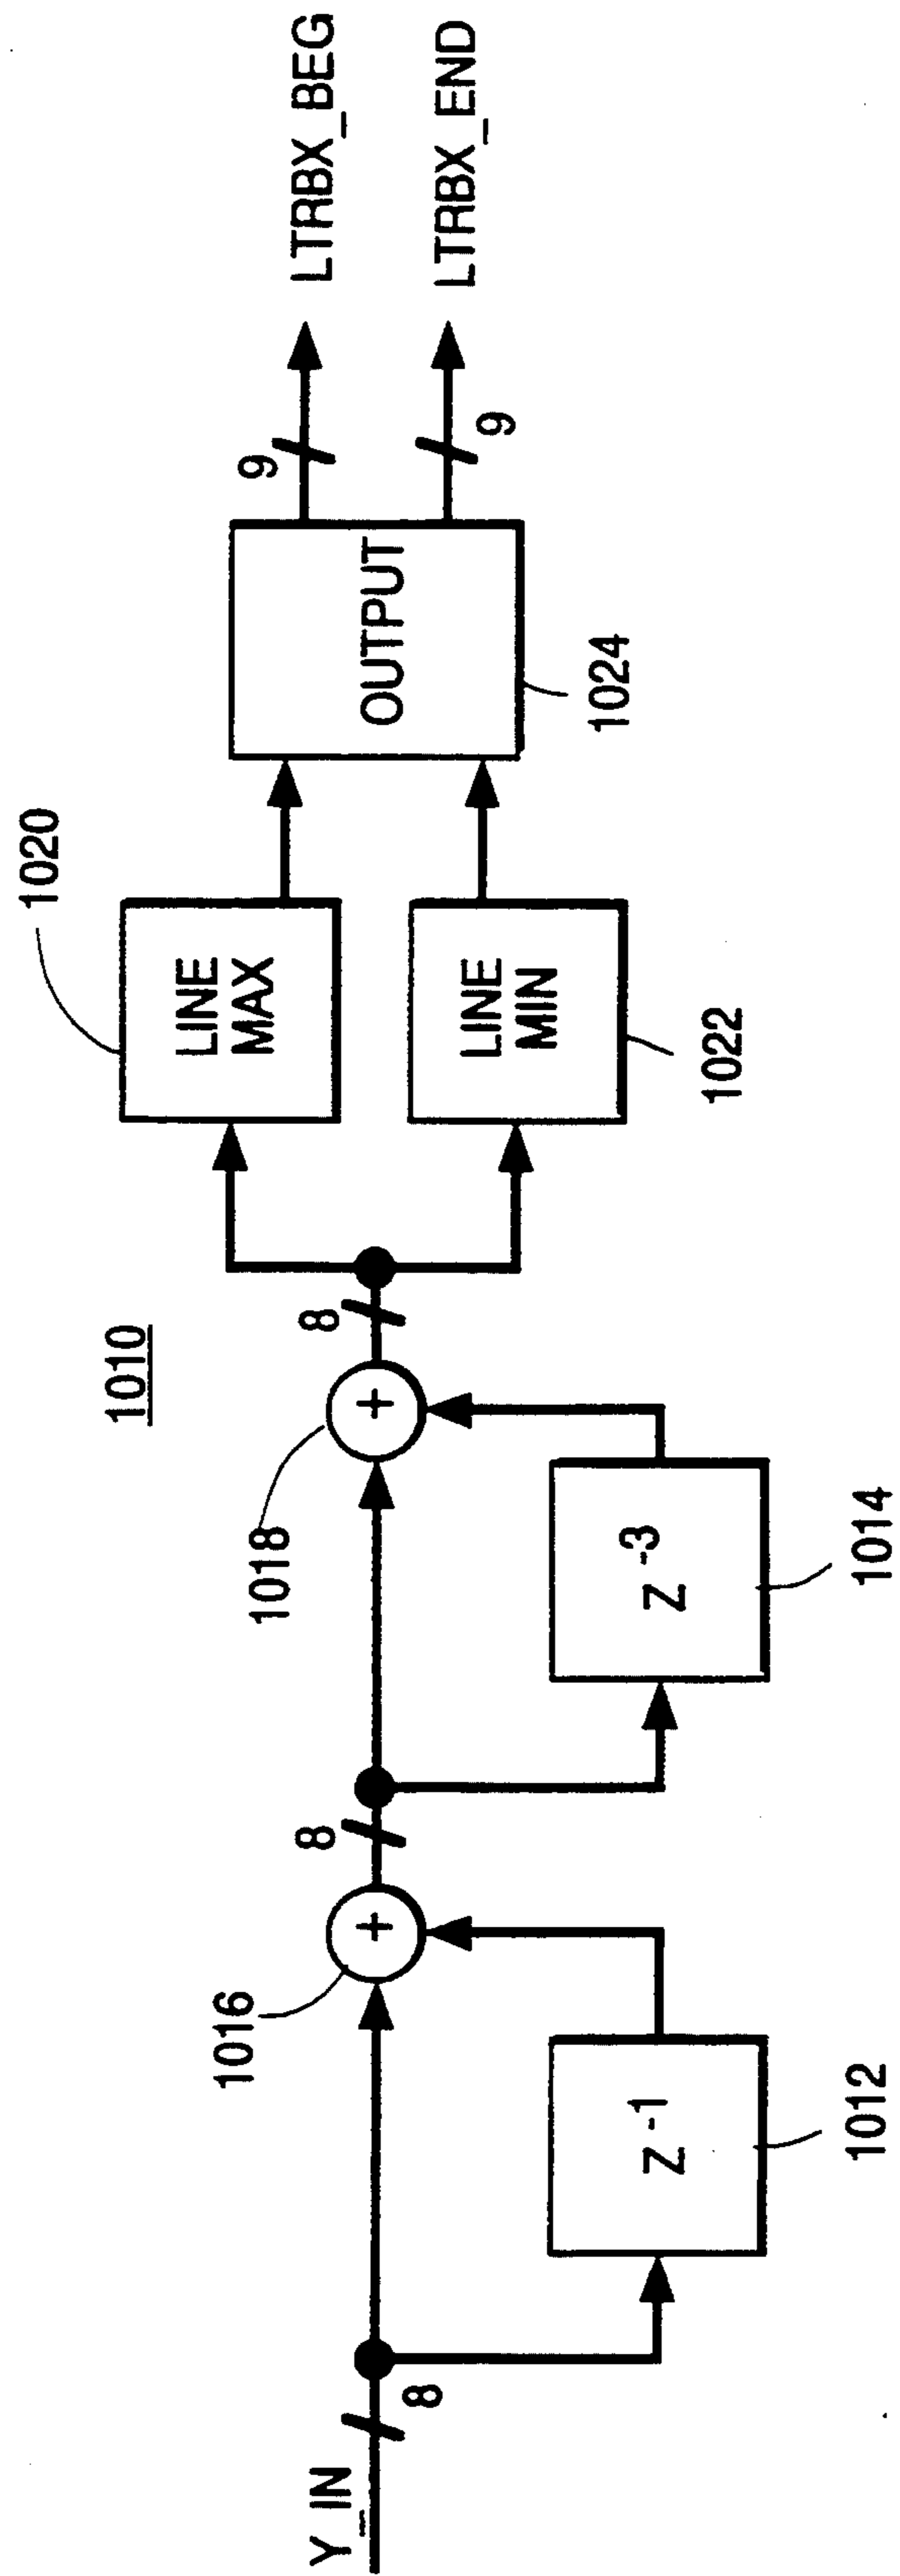 Y_IN
8
1016
+
Z -1
1012
8
1018
+
Z -3
1014
8
1010
LINE
MAX
1020
LINE
MIN
1022
OUTPUT
1024
9
LTRBX_BEG
9
LTRBX_END